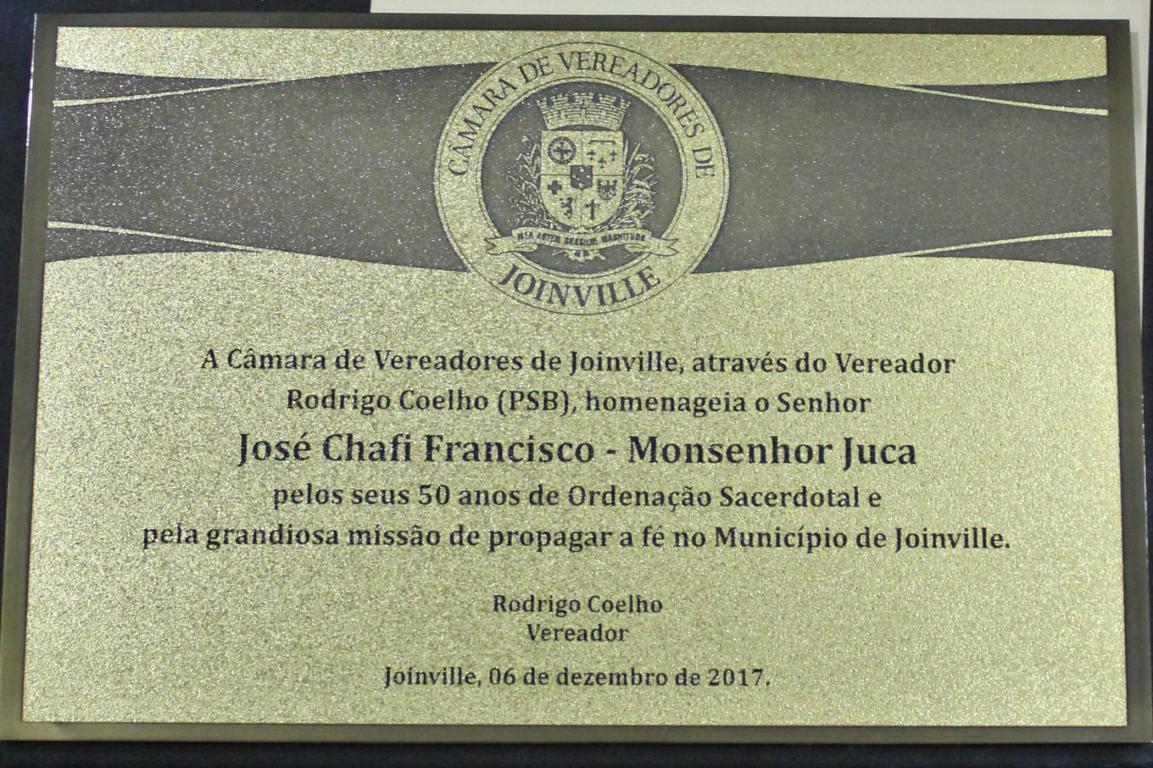 CÂMARA DE VEREADORES DE
JOINVILLE
A Câmara de Vereadores de Joinville, através do Vereador
Rodrigo Coelho (PSB), homenageia o Senhor
José Chafi Francisco - Monsenhor Juca
pelos seus 50 anos de Ordenação Sacerdotal e
pela grandiosa missão de propagar a fé no Município de Joinville.
Rodrigo Coelho
Vereador
Joinville, 06 de dezembro de 2017.